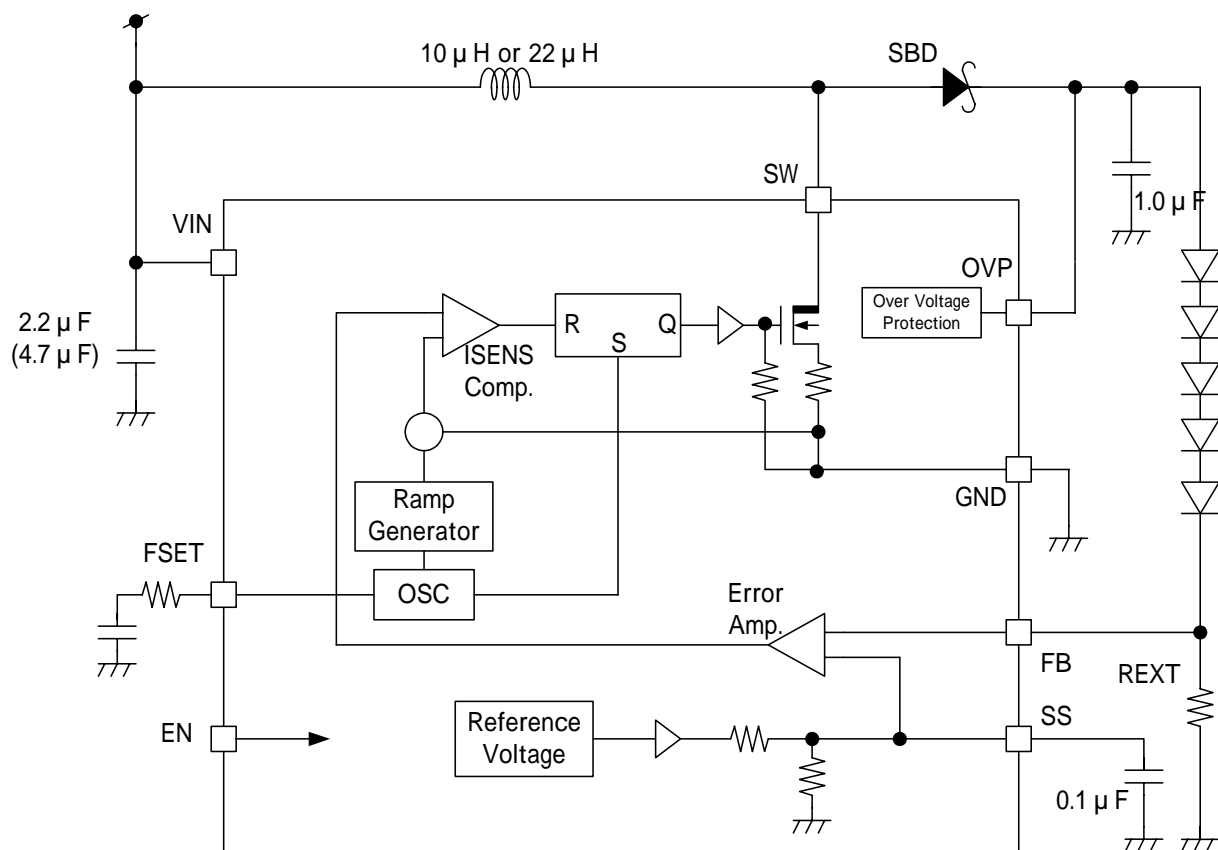 10 µ H or 22 µ H
SBD
SW
1.0 µ F
VIN
OVP
Over Voltage
Protection
2.2 µ F
(4.7 µ F)
R
Q
S
ISENS
Comp.
Ramp
Generator
GND
FSET
OSC
Error
Amp.
FB
REXT
EN
Reference
Voltage
SS
0.1 µ F